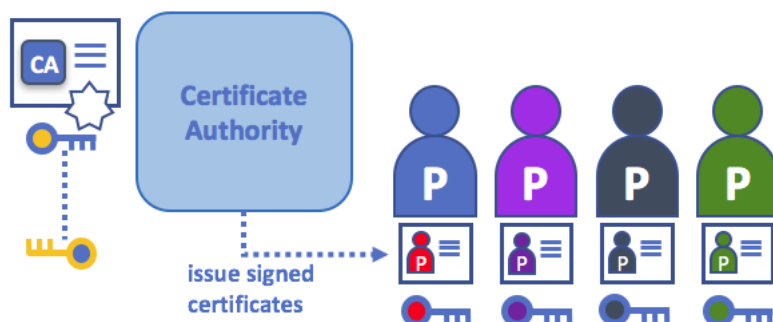 CA
Certificate
Authority
P P P P
P P P P
issue signed
certificates